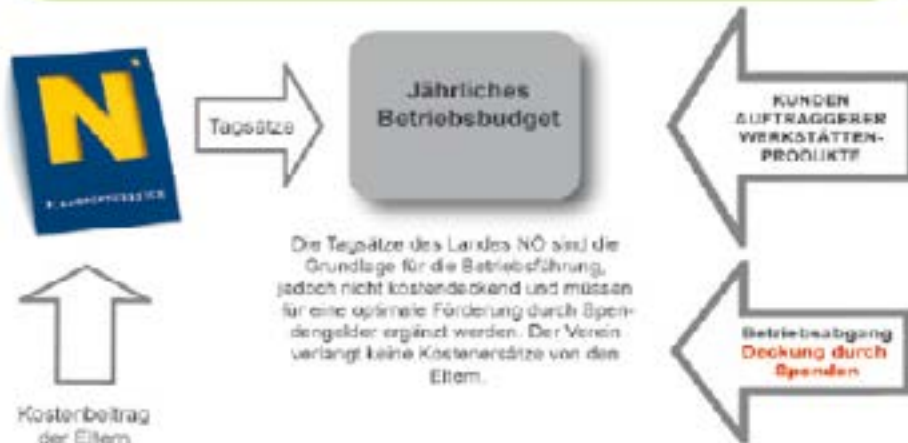 N
Tagsätze
Jährliches
Betriebsbudget
KUNDEN
AUFTRAGGEBER
WERKSTÄTTEN-
PRODUKTE
Die Tagsätze des Landes NÖ sind die
Grundlage für die Betriebsführung,
jedoch nicht kostendeckend und müssen
für eine optimale Förderung durch Spen-
dengelder ergänzt werden. Der Verein
verlangt keine Kostenersätze von den
Eltern.
Betriebsabgang
Deckung durch
Spenden
Kostenbeitrag
der Eltern